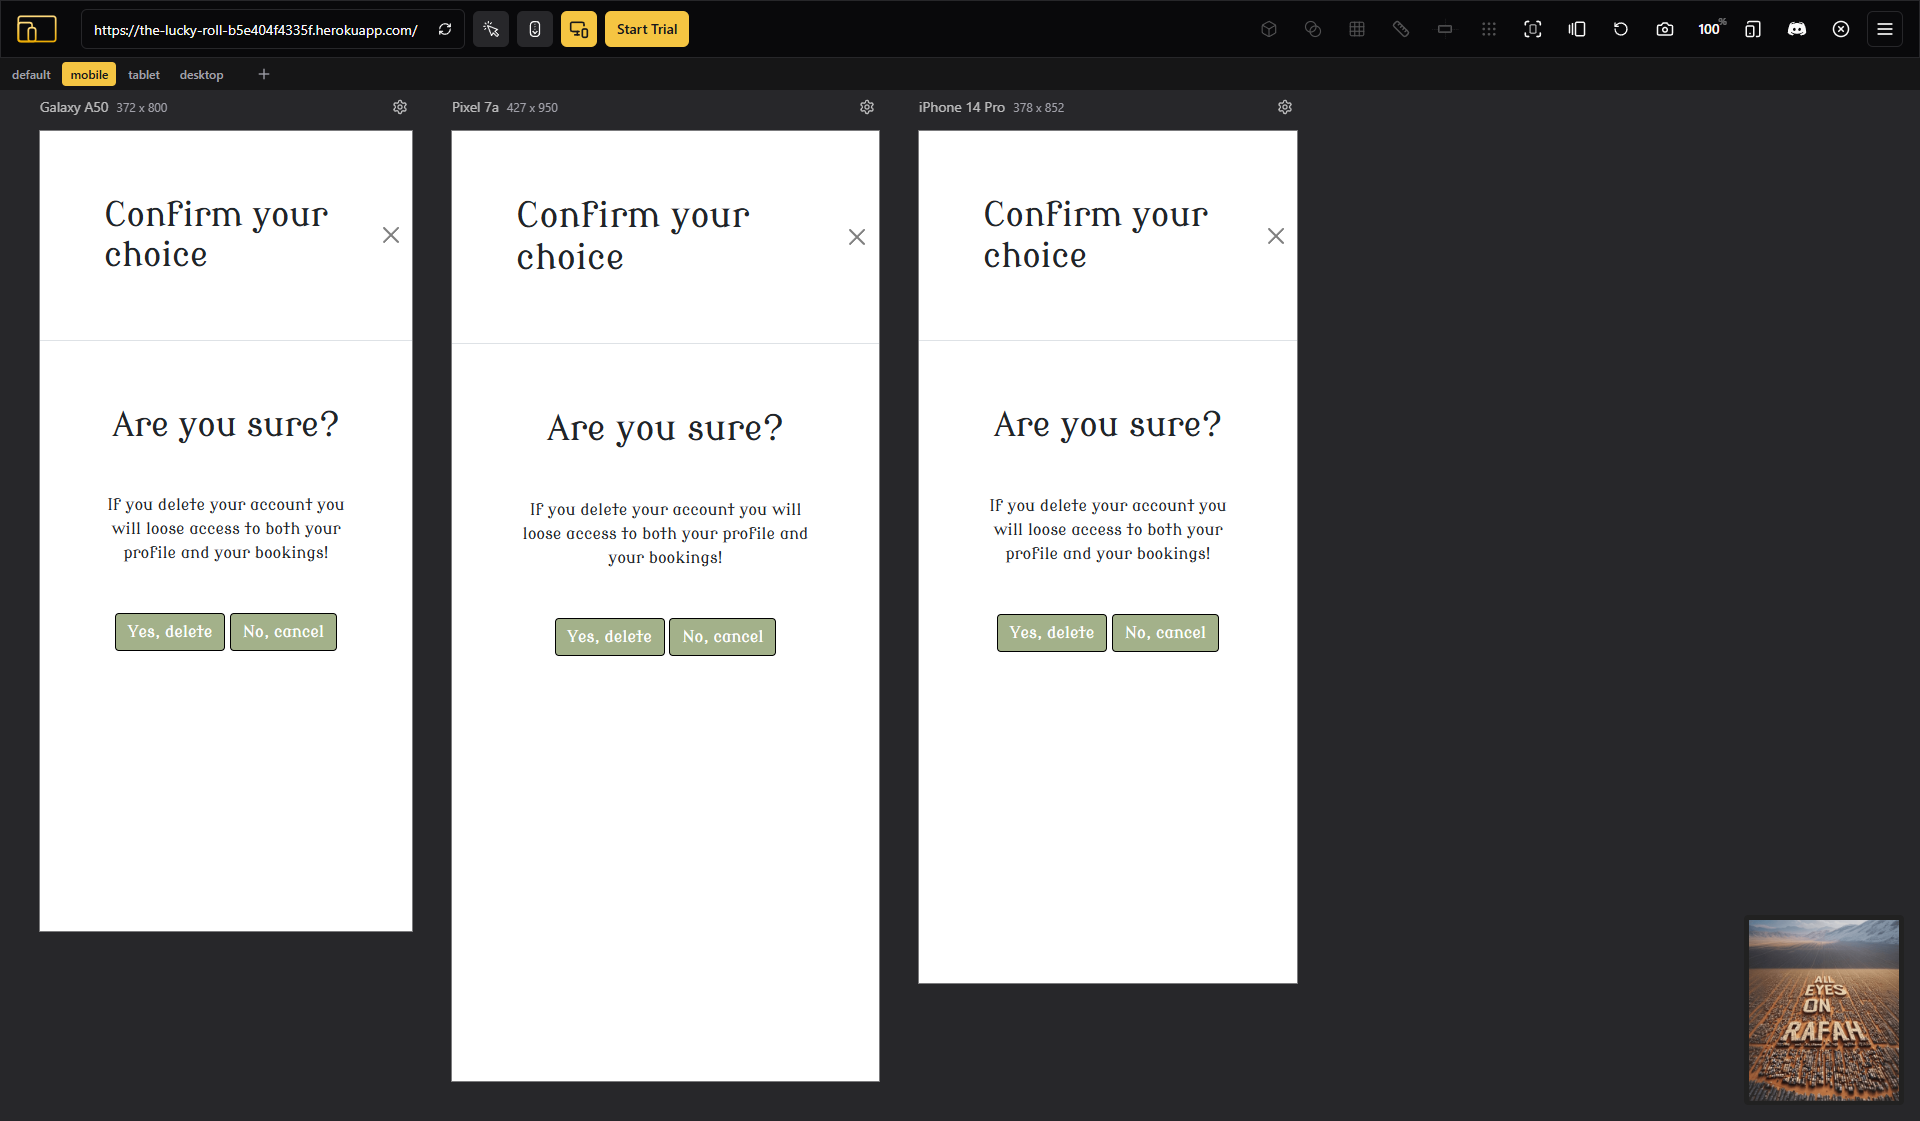 https://the-lucky-roll-b5e404f4335f.herokuapp.com/
Start Trial
100%
default
mobile
tablet
desktop
Galaxy A50 372 x 800
Confirm your
choice
Are you sure?
If you delete your account you
will loose access to both your
profile and your bookings!
Yes, delete
No, cancel
Pixel 7a 427 x 950
Confirm your
choice
Are you sure?
If you delete your account you will
loose access to both your profile and
your bookings!
Yes, delete
No, cancel
iPhone 14 Pro 378 x 852
Confirm your
choice
Are you sure?
If you delete your account you
will loose access to both your
profile and your bookings!
Yes, delete
No, cancel
ALL
EYES
ON
RAFAH